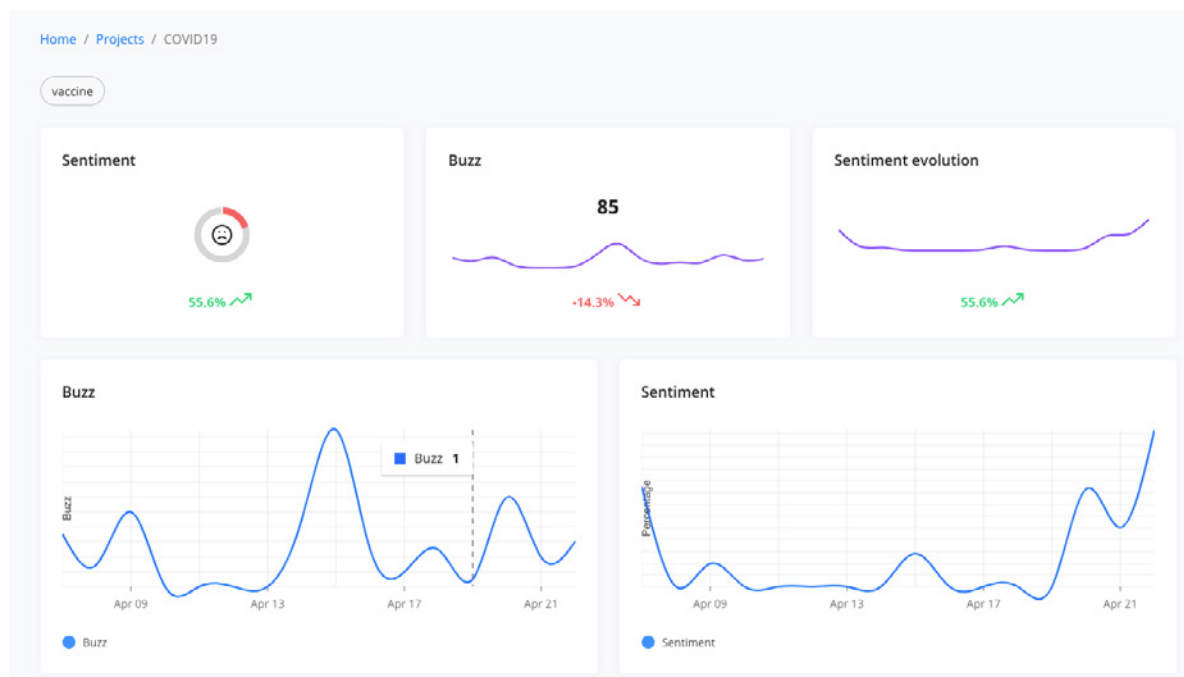 Home / Projects / COVID19
vaccine
Sentiment
55.6%
Buzz
85
-14.3%
Sentiment evolution
55.6%
Buzz
Buzz
Buzz 1
Apr 09 Apr 13 Apr 17 Apr 21
Buzz
Sentiment
Percentage
Apr 09 Apr 13 Apr 17 Apr 21
Sentiment